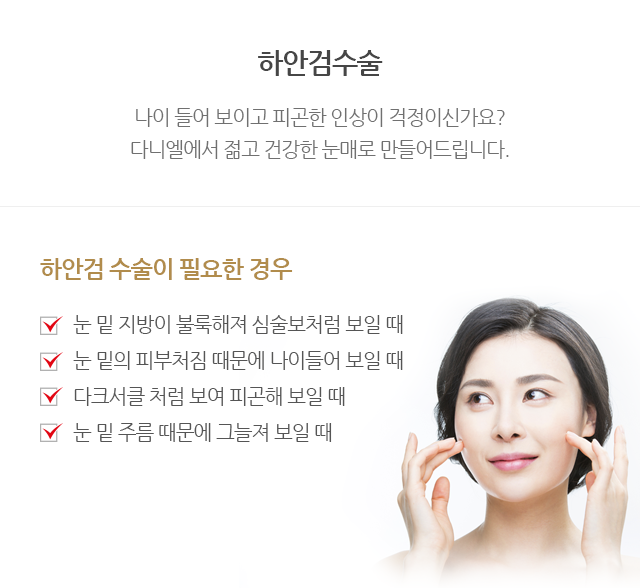 하안검수술
나이 들어 보이고 피곤한 인상이 걱정이신가요?
다니엘에서 젊고 건강한 눈매로 만들어드립니다.
하안검 수술이 필요한 경우
눈 밑 지방이 불룩해져 심술보처럼 보일 때
눈 밑의 피부처짐 때문에 나이들어 보일 때
다크서클 처럼 보여 피곤해 보일 때
눈 밑 주름 때문에 그늘져 보일 때